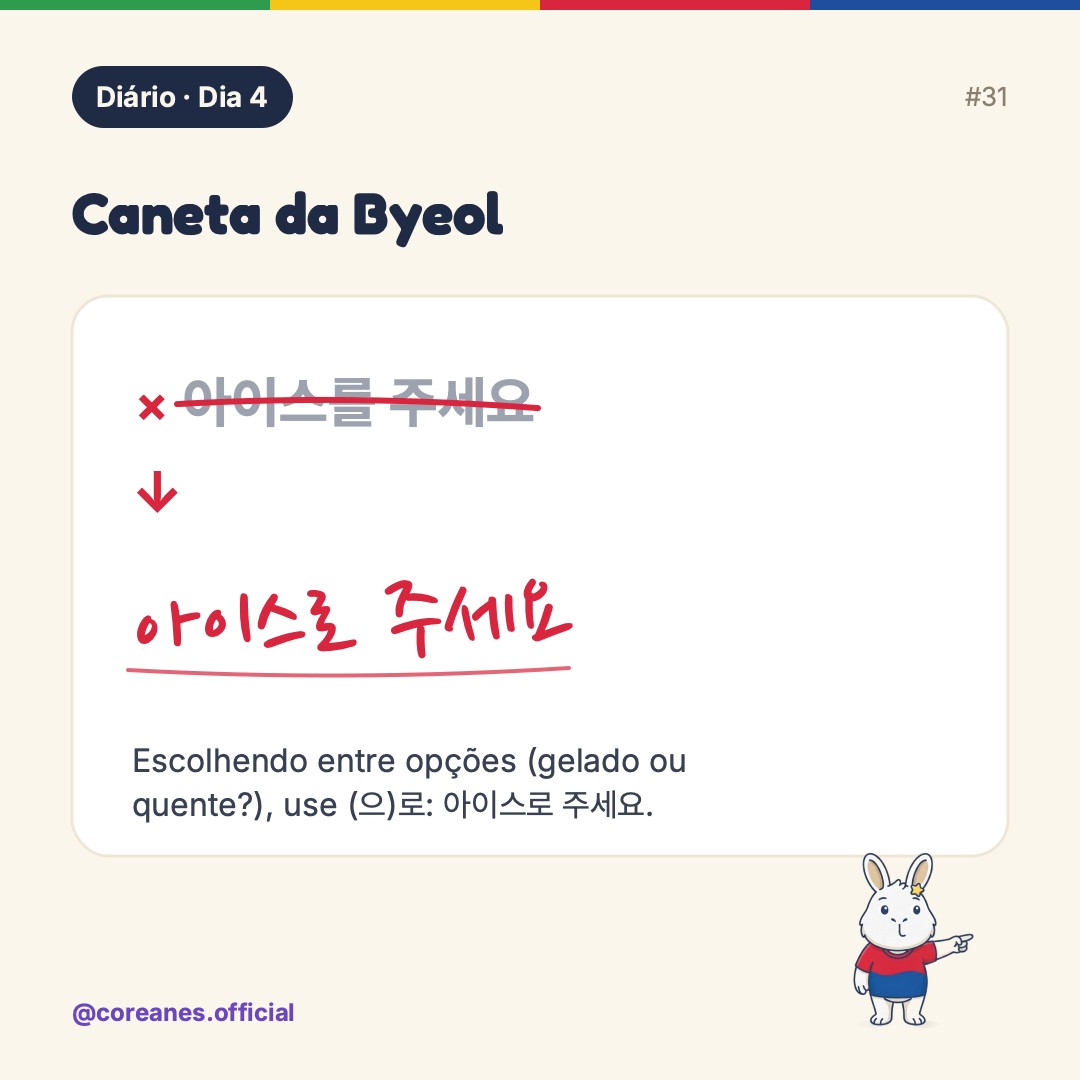 Diário · Dia 4
#31
Caneta da Byeol
× 아이스를 주세요
↓
아이스로 주세요
Escolhendo entre opções (gelado ou
quente?), use (으)로: 아이스로 주세요.
@coreanes.official